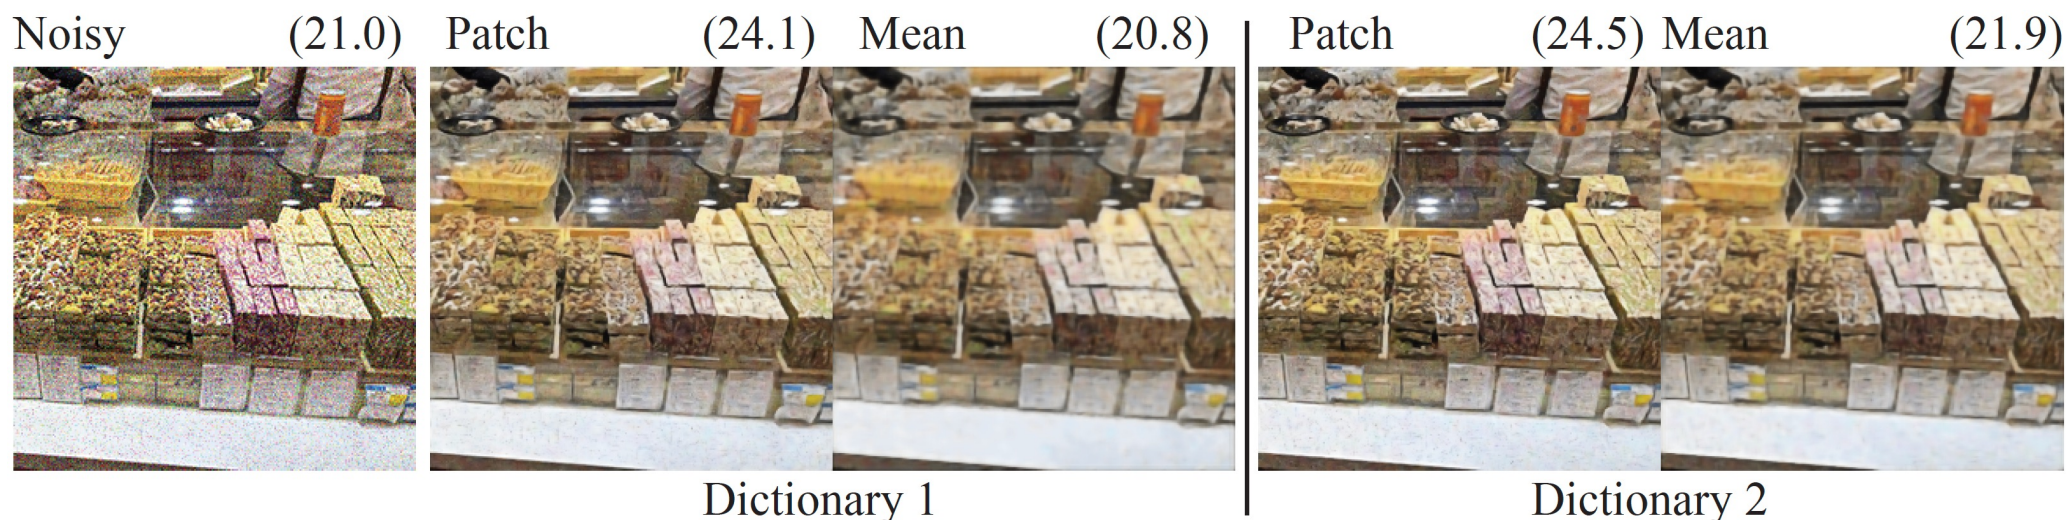 Noisy (21.0) Patch (24.1) Mean (20.8) Patch (24.5) Mean (21.9)
Dictionary 1 Dictionary 2